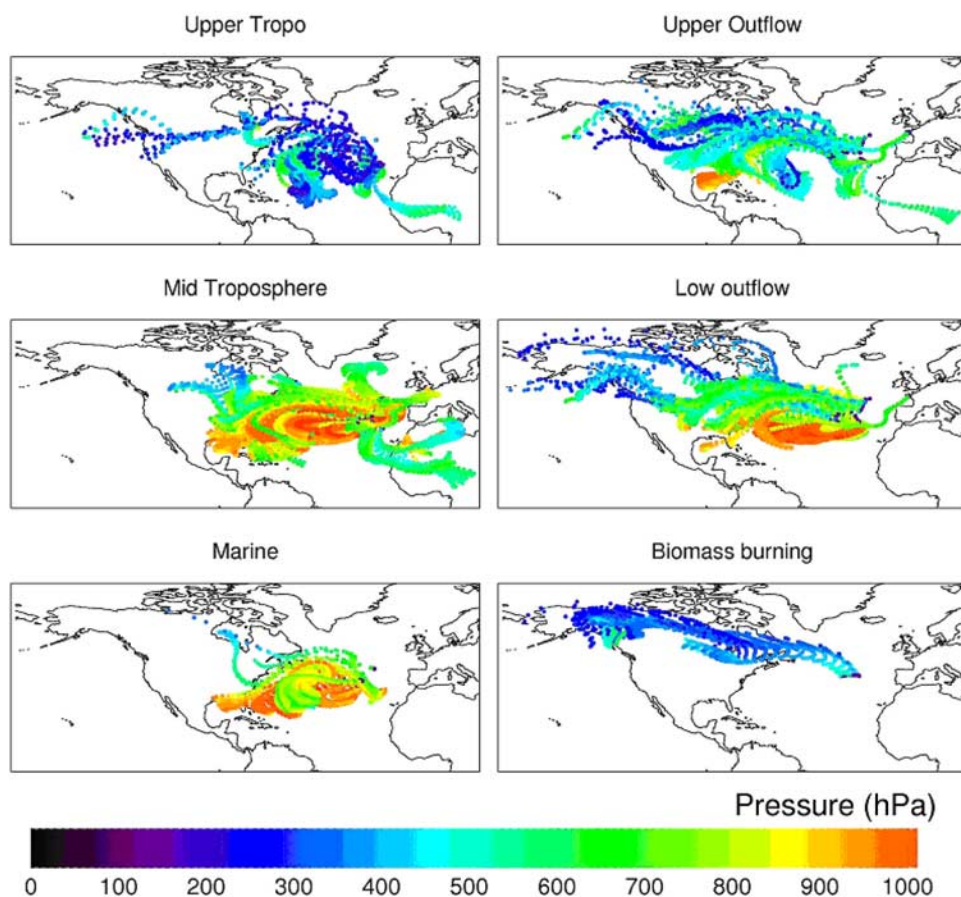 Upper Tropo
Upper Outflow
Mid Troposphere
Low outflow
Marine
Biomass burning
Pressure (hPa)
0 100 200 300 400 500 600 700 800 900 1000